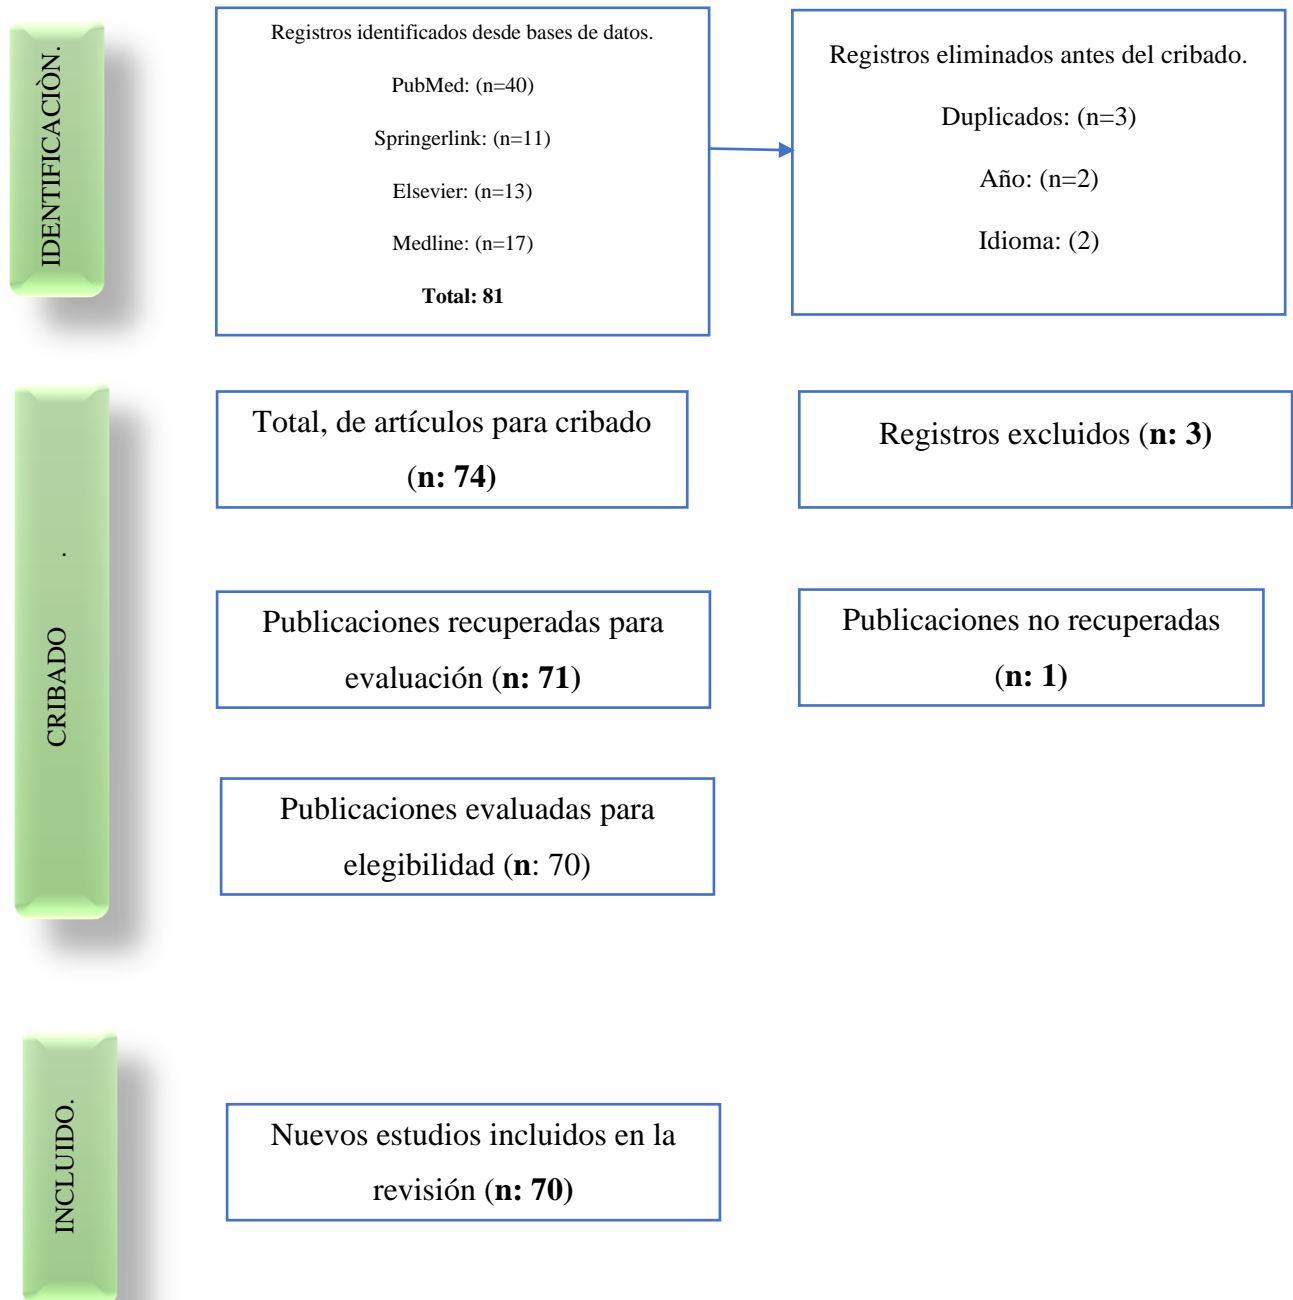 IDENTIFICACIÒN.
Registros identificados desde bases de datos.
PubMed: (n=40)
Springerlink: (n=11)
Elsevier: (n=13)
Medline: (n=17)
Total: 81
Registros eliminados antes del cribado.
Duplicados: (n=3)
Año: (n=2)
Idioma: (2)
CRIBADO .
Total, de artículos para cribado
(n: 74)
Registros excluidos (n: 3)
Publicaciones recuperadas para
evaluación (n: 71)
Publicaciones no recuperadas
(n: 1)
Publicaciones evaluadas para
elegibilidad (n: 70)
INCLUIDO.
Nuevos estudios incluidos en la
revisión (n: 70)